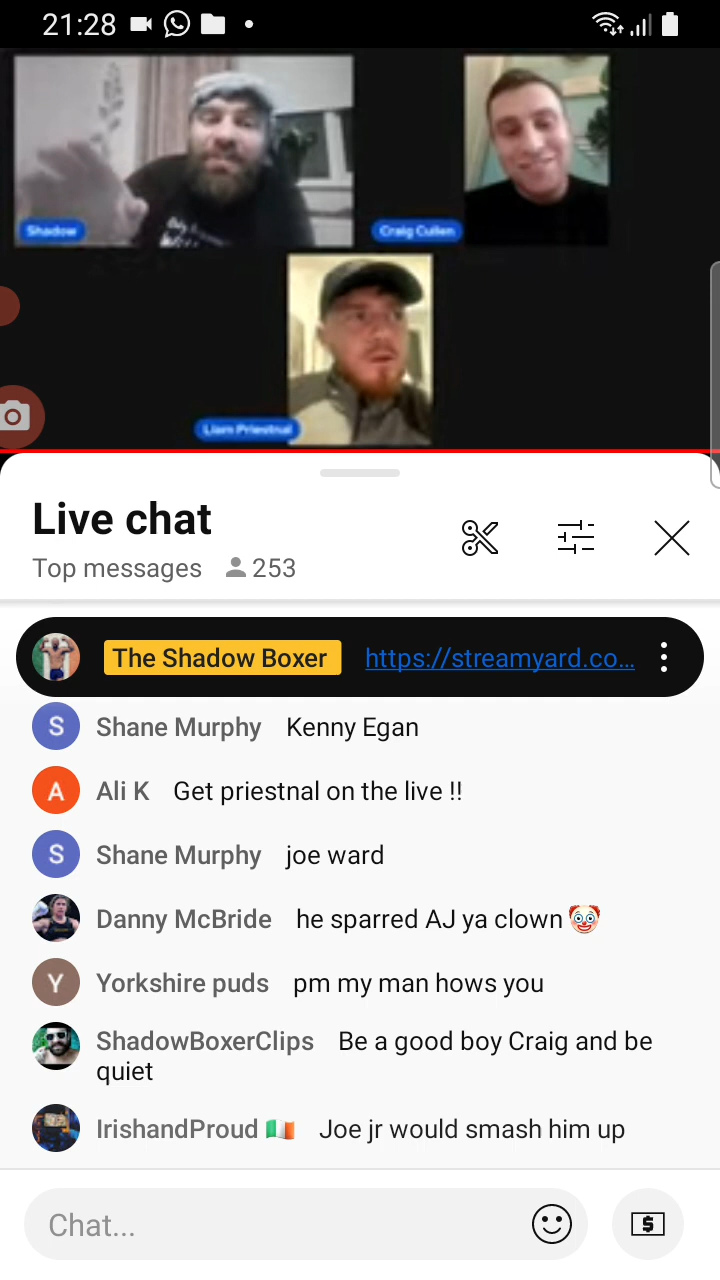 21:28
Shadow
Craig Cullen
Liam Priestnal
Live chat
Top messages 253
The Shadow Boxer https://streamyard.co...
S Shane Murphy Kenny Egan
A Ali K Get priestnal on the live !!
S Shane Murphy joe ward
Danny McBride he sparred AJ ya clown 🤡
Y Yorkshire puds pm my man hows you
ShadowBoxerClips Be a good boy Craig and be
quiet
IrishandProud 🇮🇪 Joe jr would smash him up
Chat...
$